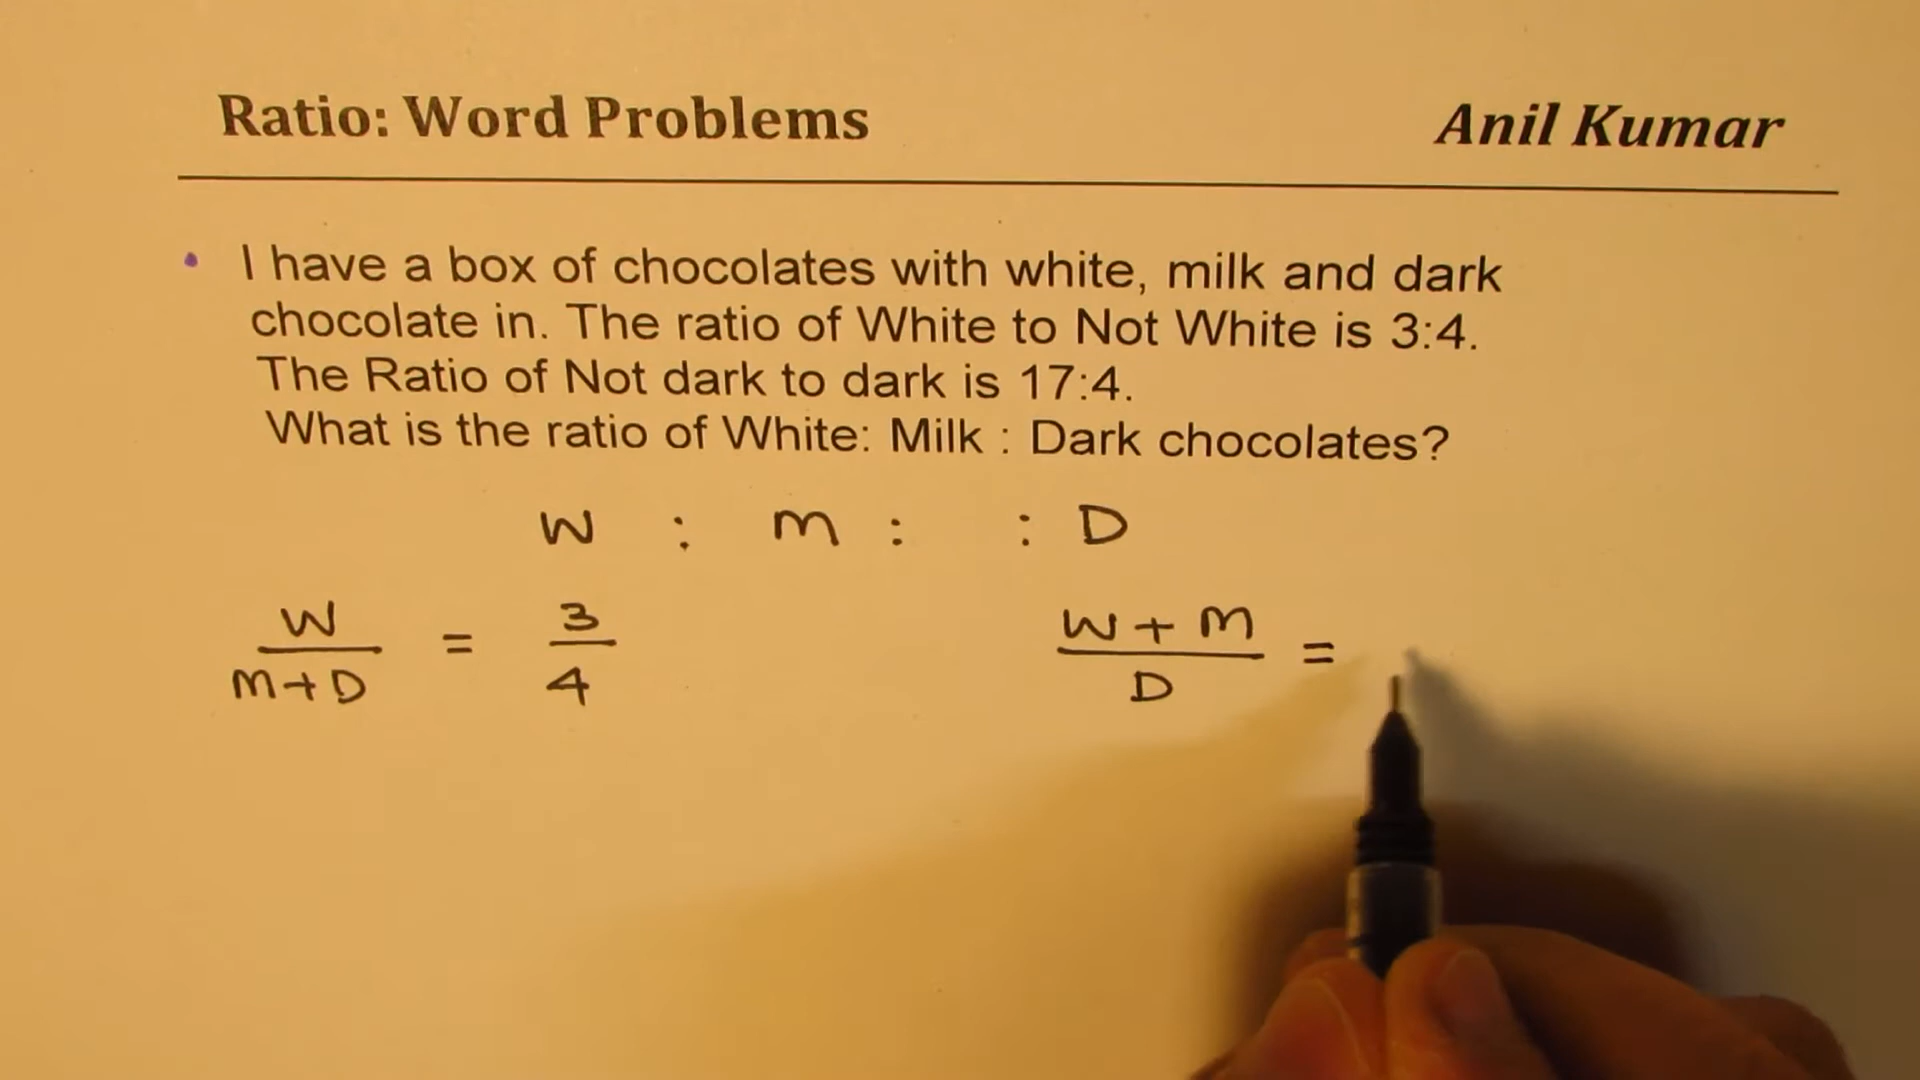 Ratio: Word Problems Anil Kumar
• I have a box of chocolates with white, milk and dark
chocolate in. The ratio of White to Not White is 3:4.
The Ratio of Not dark to dark is 17:4.
What is the ratio of White: Milk : Dark chocolates?
W : M : : D
W/M+D = 3/4 W+M/D =